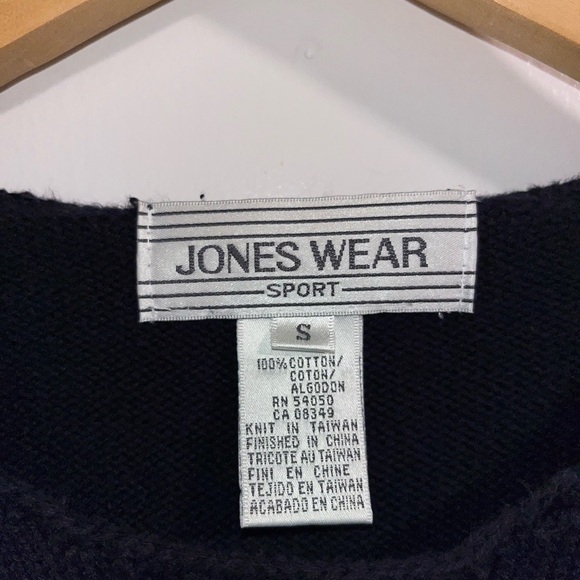 JONES WEAR
SPORT
S
100% COTTON/
COTON/
ALGODON
RN 54050
CA 08349
KNIT IN TAIWAN
FINISHED IN CHINA
TRICOTE AU TAIWAN
FINI EN CHINE
TEJIDO EN TAIWAN
ACABADO EN CHINA